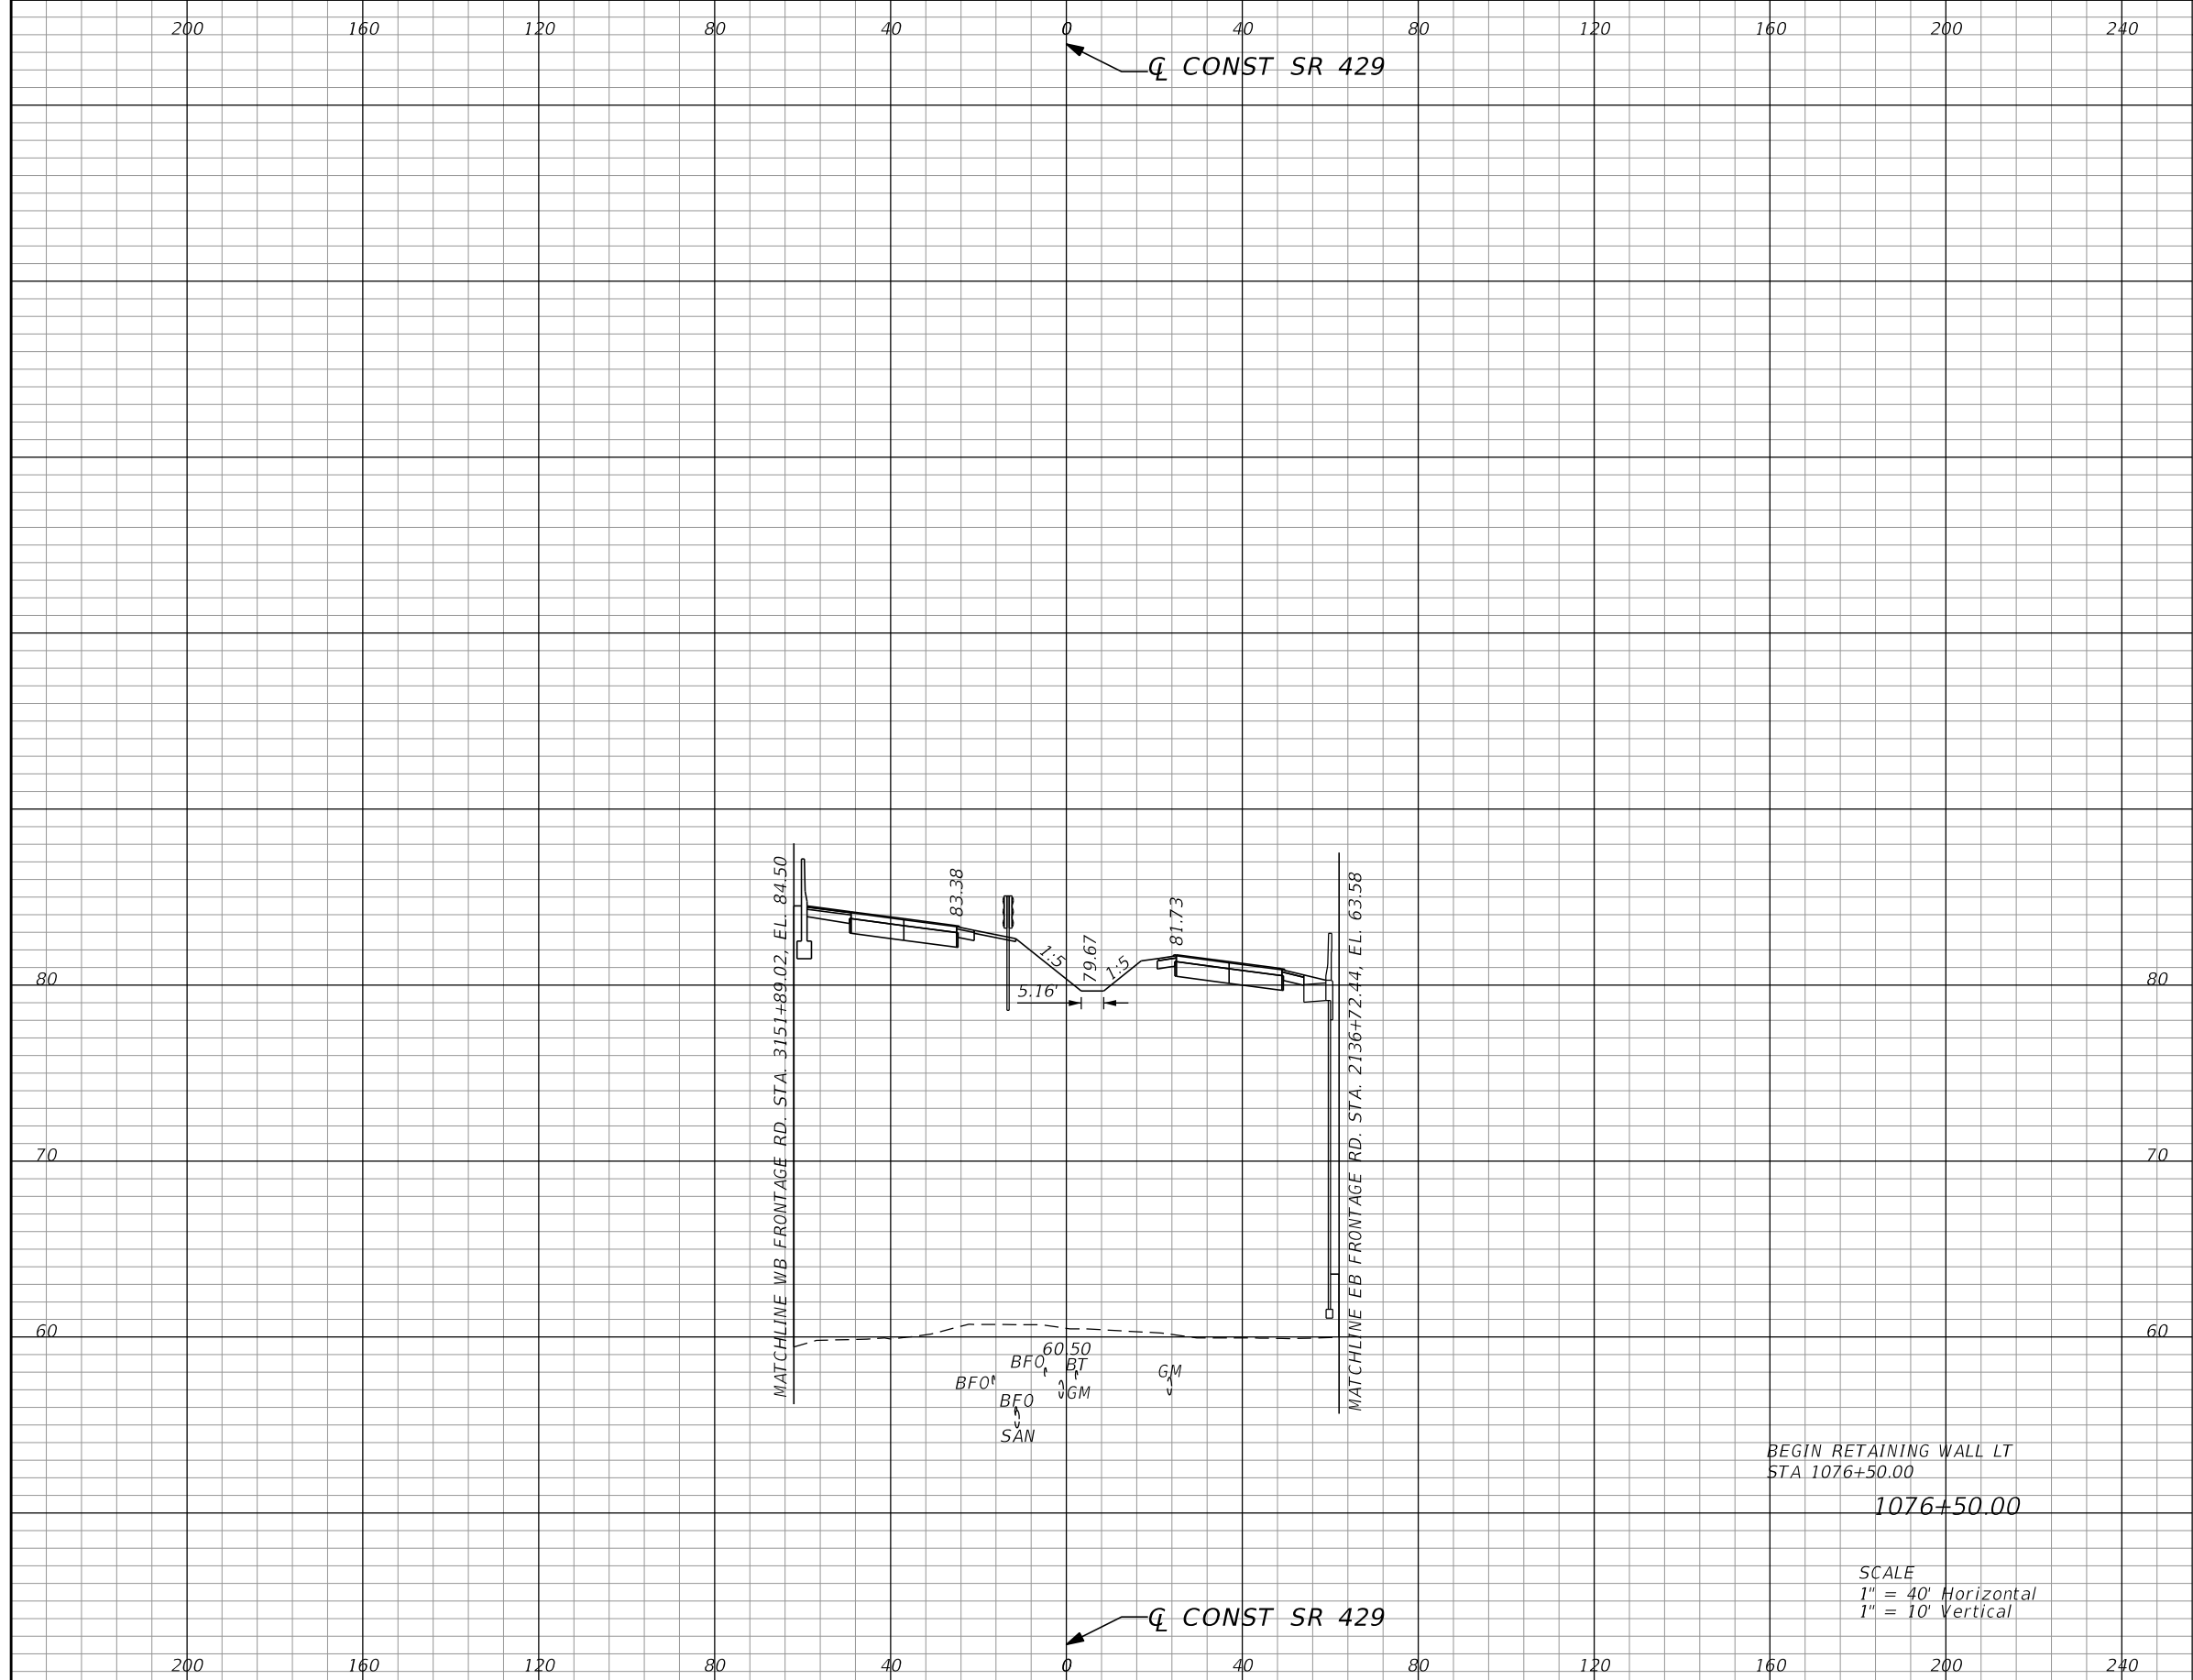 200 160 120 80 40 0 40 80 120 160 200 240
℄ CONST SR 429
MATCHLINE WB FRONTAGE RD. STA. 3151+89.02, EL. 84.50
83.38
1:5
79.67
1:5
81.73
5.16'
MATCHLINE EB FRONTAGE RD. STA. 2136+72.44, EL. 63.58
80 80
70 70
60 60
60.50
BFO BT GM
BFO GM
BFO
SAN
BEGIN RETAINING WALL LT
STA 1076+50.00
1076+50.00
SCALE
1" = 40' Horizontal
1" = 10' Vertical
℄ CONST SR 429
200 160 120 80 40 0 40 80 120 160 200 240